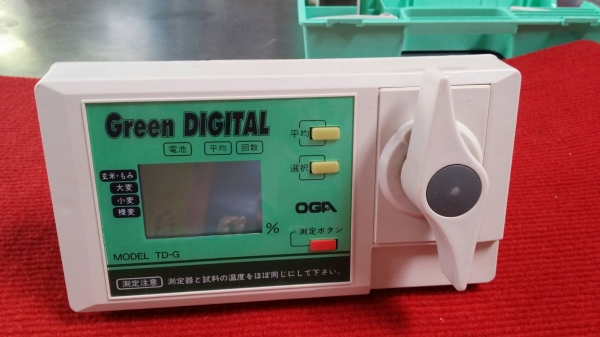 Green DIGITAL
電池 平均 回数
平均
選択
玄米・もみ
大麦
小麦
裸麦
%
OGA
測定ボタン
MODEL TD-G
測定注意 測定器と試料の温度をほぼ同じにして下さい。